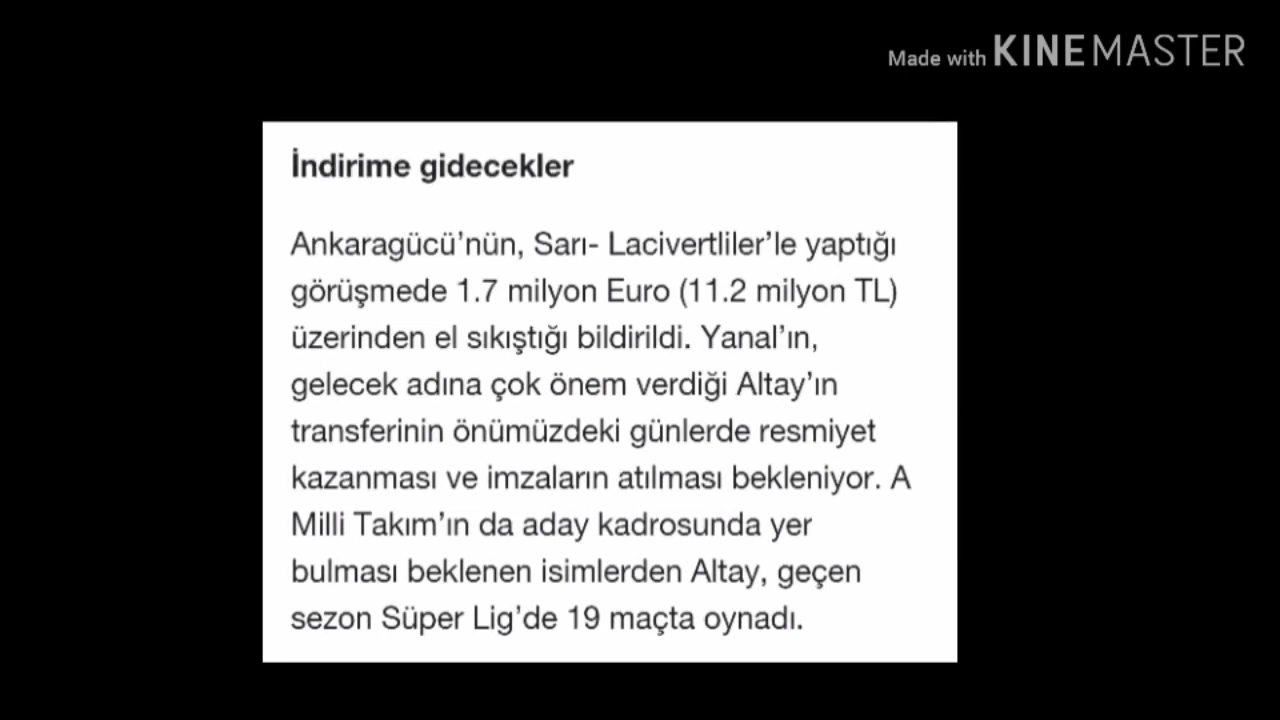 Made with KINEMASTER
İndirime gidecekler
Ankaragücü’nün, Sarı- Lacivertliler’le yaptığı
görüşmede 1.7 milyon Euro (11.2 milyon TL)
üzerinden el sıkıştığı bildirildi. Yanal’ın,
gelecek adına çok önem verdiği Altay’ın
transferinin önümüzdeki günlerde resmiyet
kazanması ve imzaların atılması bekleniyor. A
Milli Takım’ın da aday kadrosunda yer
bulması beklenen isimlerden Altay, geçen
sezon Süper Lig’de 19 maçta oynadı.